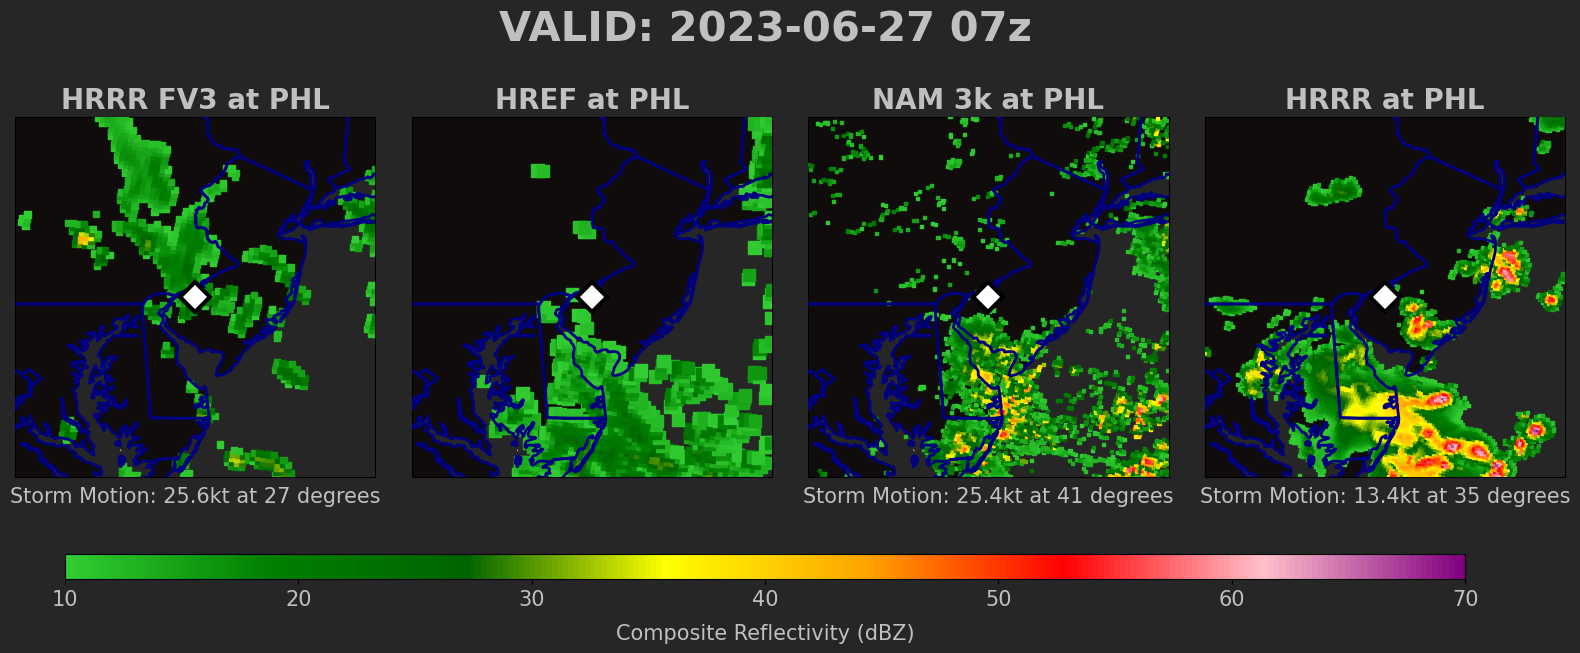 VALID: 2023-06-27 07z
HRRR FV3 at PHL
HREF at PHL
NAM 3k at PHL
HRRR at PHL
Storm Motion: 25.6kt at 27 degrees
Storm Motion: 25.4kt at 41 degrees
Storm Motion: 13.4kt at 35 degrees
10 20 30 40 50 60 70
Composite Reflectivity (dBZ)